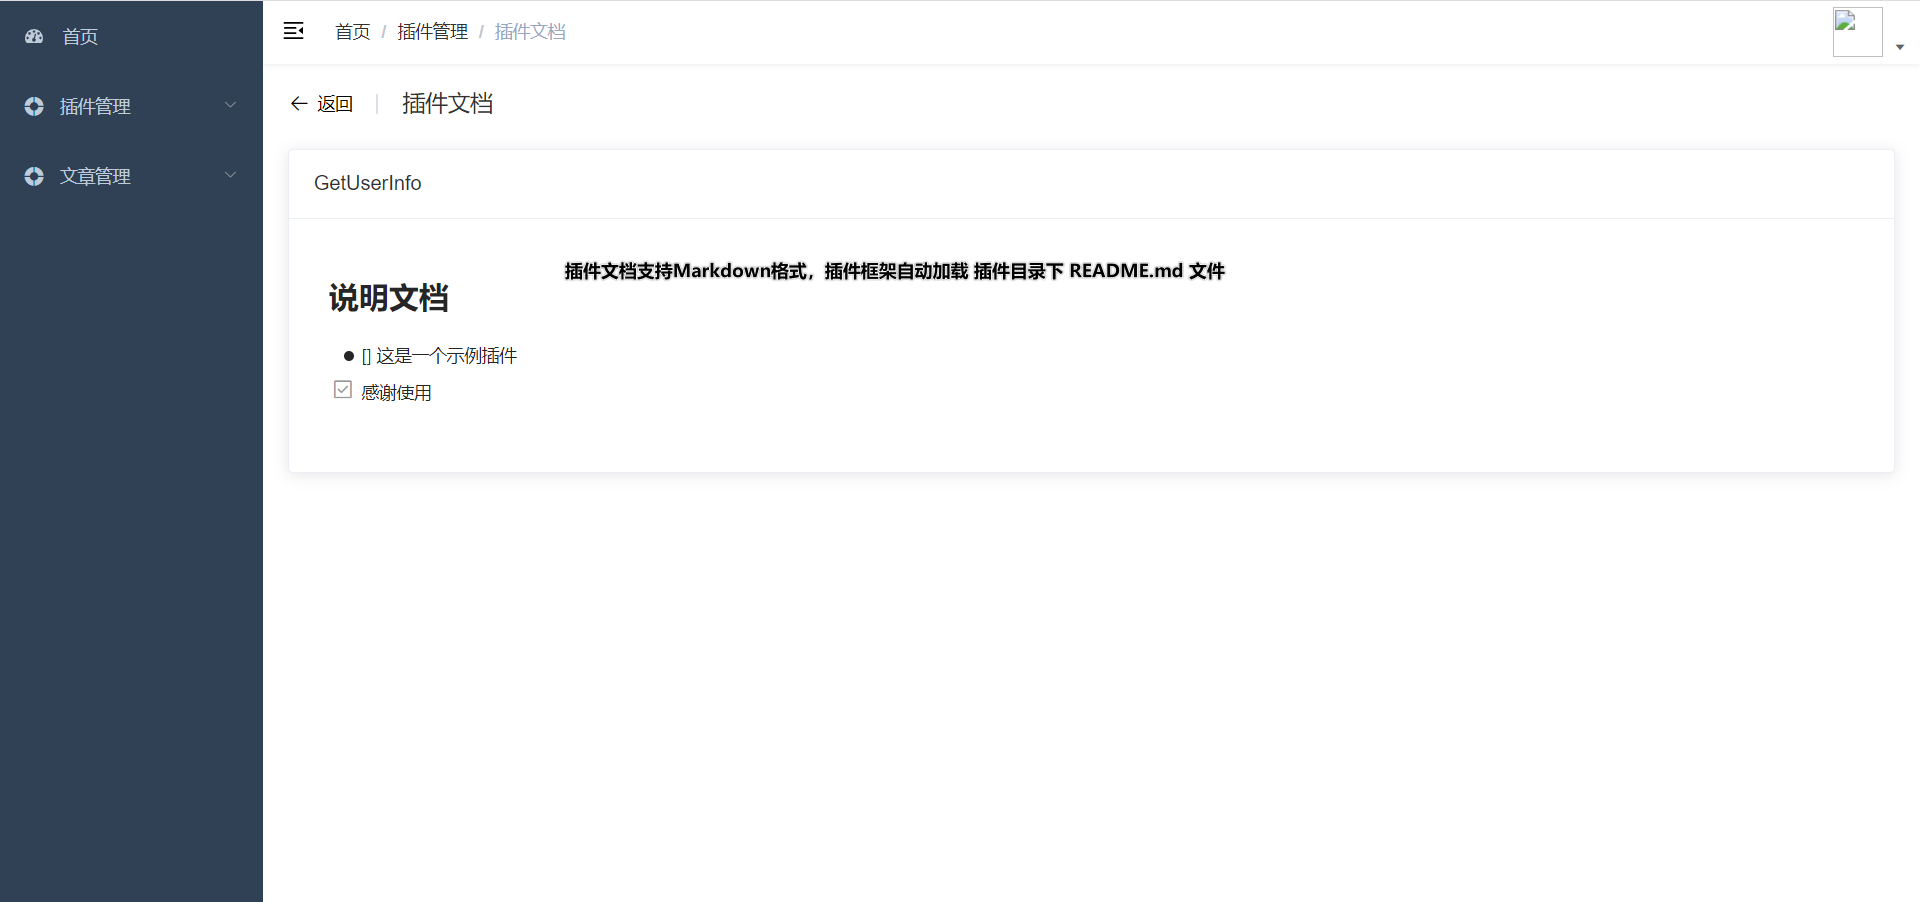 首页
插件管理
文章管理
首页 / 插件管理 / 插件文档
返回 插件文档
GetUserInfo
插件文档支持Markdown格式，插件框架自动加载 插件目录下 README.md 文件
说明文档
[] 这是一个示例插件
感谢使用